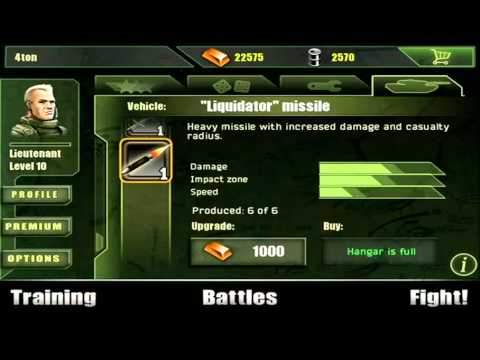 4ton
22575
2570
Vehicle:
"Liquidator" missile
Heavy missile with increased damage and casualty
radius.
1
1
Lieutenant
Level 10
Damage
Impact zone
Speed
PROFILE
Produced: 6 of 6
PREMIUM
Upgrade:
Buy:
1000
Hangar is full
OPTIONS
i
Training
Battles
Fight!